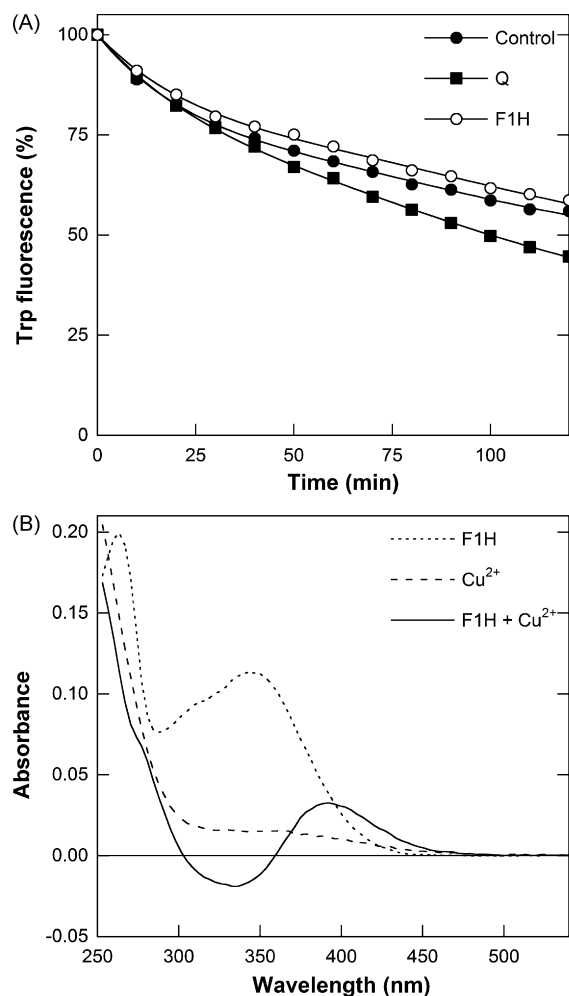 (A)
100
75
50
25
0
Trp fluorescence (%)
Control
Q
F1H
0 25 50 75 100
Time (min)
(B)
0.20
0.15
0.10
0.05
0.00
-0.05
Absorbance
F1H
Cu²⁺
F1H + Cu²⁺
250 300 350 400 450 500
Wavelength (nm)